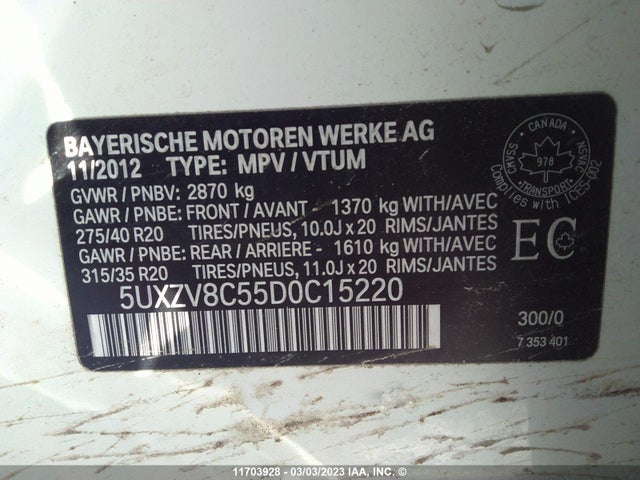 BAYERISCHE MOTOREN WERKE AG
11/2012 TYPE: MPV / VTUM
GVWR / PNBV: 2870 kg
GAWR / PNBE: FRONT / AVANT - 1370 kg WITH/AVEC
275/40 R20 TIRES/PNEUS, 10.0J x 20 RIMS/JANTES
GAWR / PNBE: REAR / ARRIERE - 1610 kg WITH/AVEC
315/35 R20 TIRES/PNEUS, 11.0J x 20 RIMS/JANTES
5UXZV8C55D0C15220
CANADA
CMVSS
NSVAC
978
TRANSPORT
Complies with ICES-002
EC
300/0
7 353 401
11703928 - 03/03/2023 IAA, INC. ©